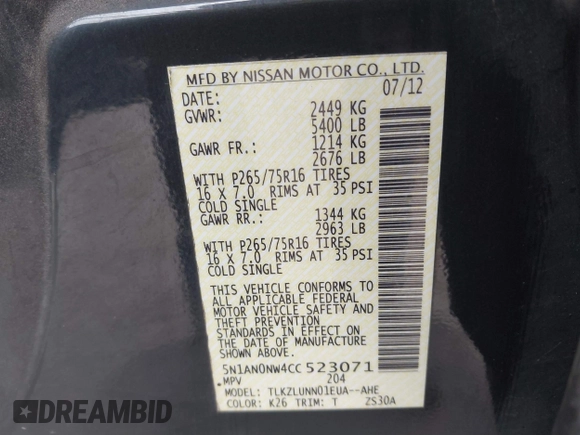 MFD BY NISSAN MOTOR CO., LTD.
DATE: 07/12
GVWR: 2449 KG
5400 LB
GAWR FR.: 1214 KG
2676 LB
WITH P265/75R16 TIRES
16 X 7.0 RIMS AT 35 PSI
COLD SINGLE
GAWR RR.: 1344 KG
2963 LB
WITH P265/75R16 TIRES
16 X 7.0 RIMS AT 35 PSI
COLD SINGLE
THIS VEHICLE CONFORMS TO
ALL APPLICABLE FEDERAL
MOTOR VEHICLE SAFETY AND
THEFT PREVENTION
STANDARDS IN EFFECT ON
THE DATE OF MANUFACTURE
SHOWN ABOVE.
5N1AN0NW4CC523071
MPV 204
MODEL: TLKZLUNN01EUA--AHE
COLOR: K26 TRIM: T ZS30A
DREAMBID